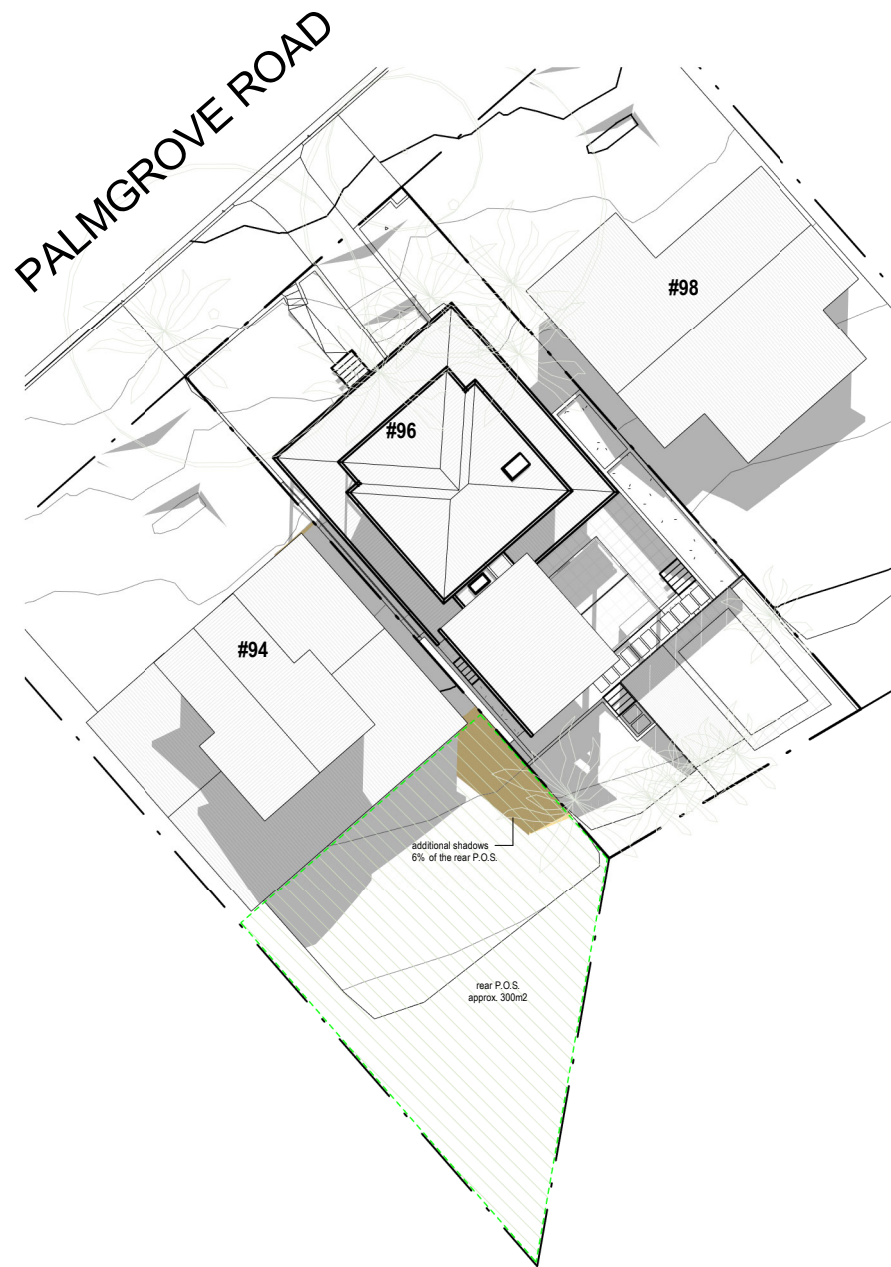 PALMGROVE ROAD
#98
#96
#94
additional shadows
6% of the rear P.O.S.
rear P.O.S.
approx. 300m2